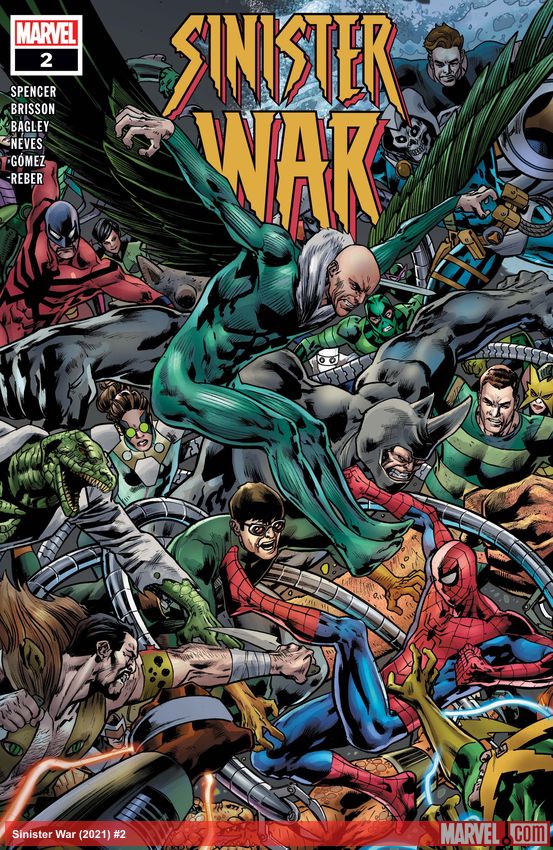 MARVEL
2
SINISTER
WAR
SPENCER
BRISSON
BAGLEY
NEVES
GÓMEZ
REBER
Sinister War (2021) #2
MARVEL.com